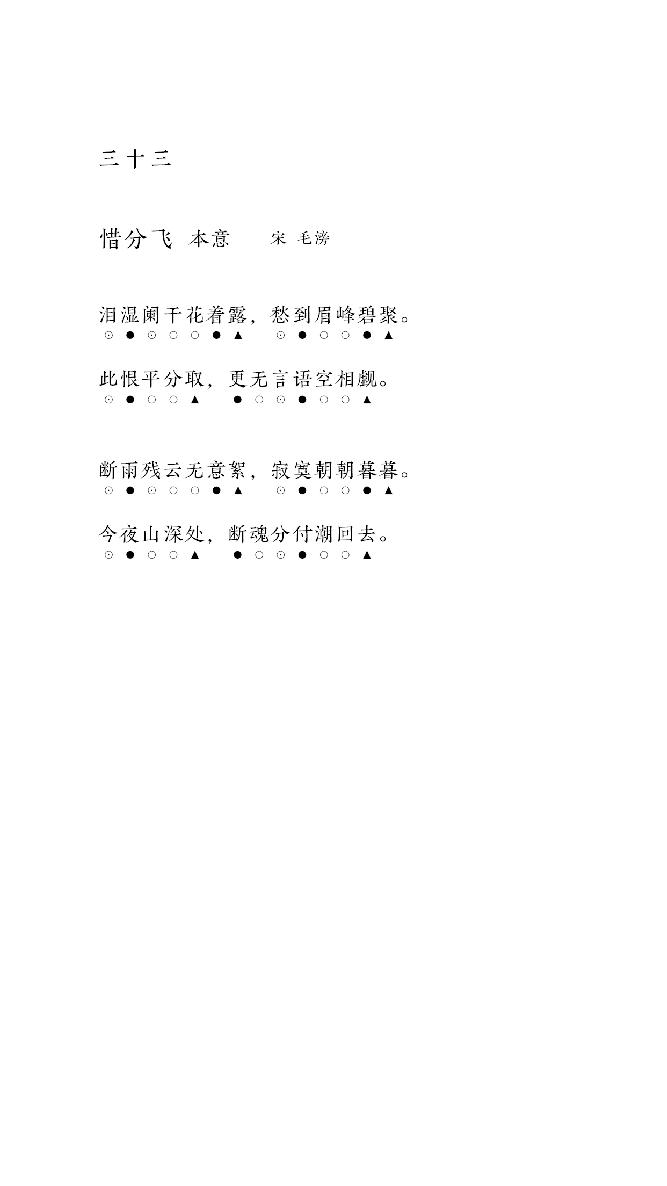 三十三
惜分飞 本意 宋 毛滂
泪湿阑干花着露，愁到眉峰碧聚。
⊙●⊙○○●▲ ⊙●○○●▲
此恨平分取，更无言语空相觑。
⊙●○○▲ ●○⊙●○○▲
断雨残云无意絮，寂寞朝朝暮暮。
⊙●⊙○○●▲ ⊙●○○●▲
今夜山深处，断魂分付潮回去。
⊙●○○▲ ●○⊙●○○▲